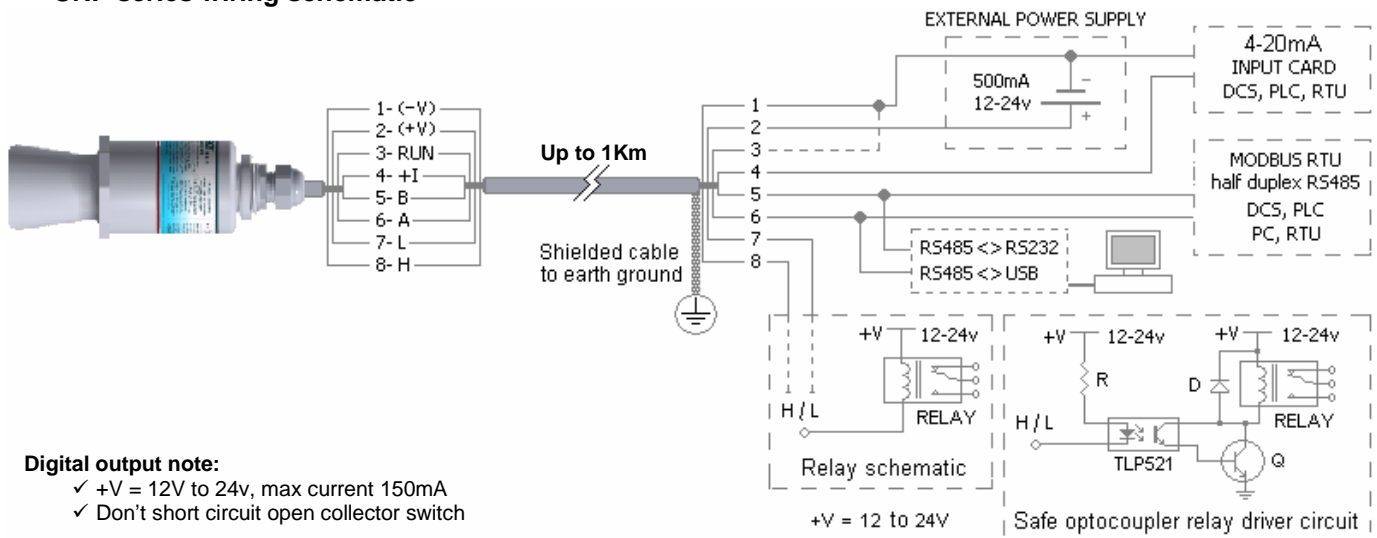 EXTERNAL POWER SUPPLY
500mA
12-24v
−
+
4-20mA
INPUT CARD
DCS, PLC, RTU
1- (-V)
2- (+V)
3- RUN
4- +I
5- B
6- A
7- L
8- H
Up to 1Km
Shielded cable
to earth ground
1
2
3
4
5
6
7
8
MODBUS RTU
half duplex RS485
DCS, PLC
PC, RTU
RS485 <> RS232
RS485 <> USB
+V 12-24v
H / L
RELAY
Relay schematic
+V = 12 to 24V
+V 12-24v
R
H / L
TLP521
+V 12-24v
D
RELAY
Q
Safe optocoupler relay driver circuit
Digital output note:
✓ +V = 12V to 24v, max current 150mA
✓ Don't short circuit open collector switch